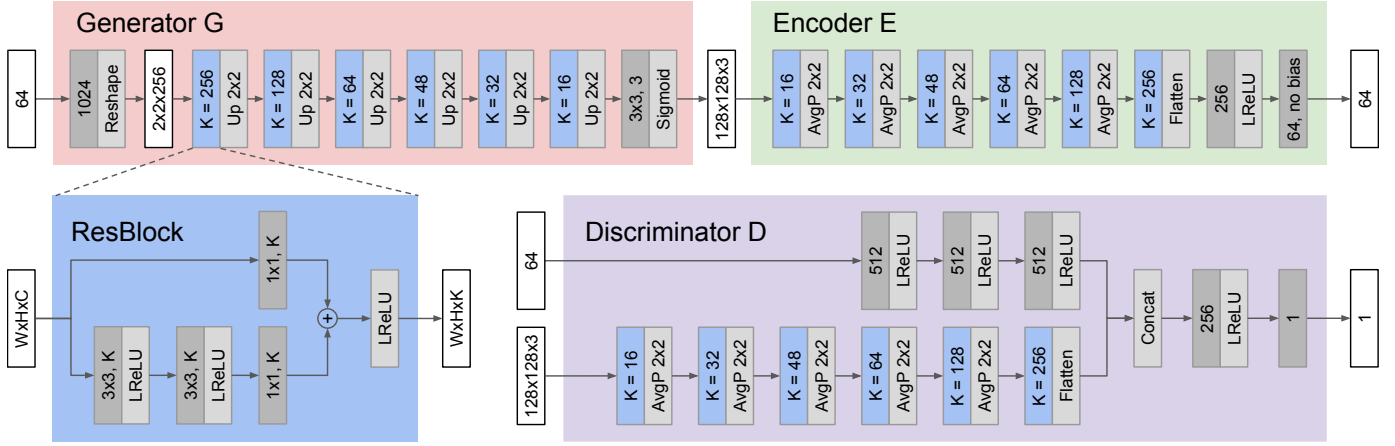 Generator G
64
1024
Reshape
2x2x256
K = 256
Up 2x2
K = 128
Up 2x2
K = 64
Up 2x2
K = 48
Up 2x2
K = 32
Up 2x2
K = 16
Up 2x2
3x3, 3
Sigmoid
128x128x3
Encoder E
K = 16
AvgP 2x2
K = 32
AvgP 2x2
K = 48
AvgP 2x2
K = 64
AvgP 2x2
K = 128
AvgP 2x2
K = 256
Flatten
256
LReLU
64, no bias
64
ResBlock
WxHxC
1x1, K
3x3, K
LReLU
3x3, K
LReLU
1x1, K
+
LReLU
WxHxK
Discriminator D
64
512
LReLU
512
LReLU
512
LReLU
128x128x3
K = 16
AvgP 2x2
K = 32
AvgP 2x2
K = 48
AvgP 2x2
K = 64
AvgP 2x2
K = 128
AvgP 2x2
K = 256
Flatten
Concat
256
LReLU
1
1